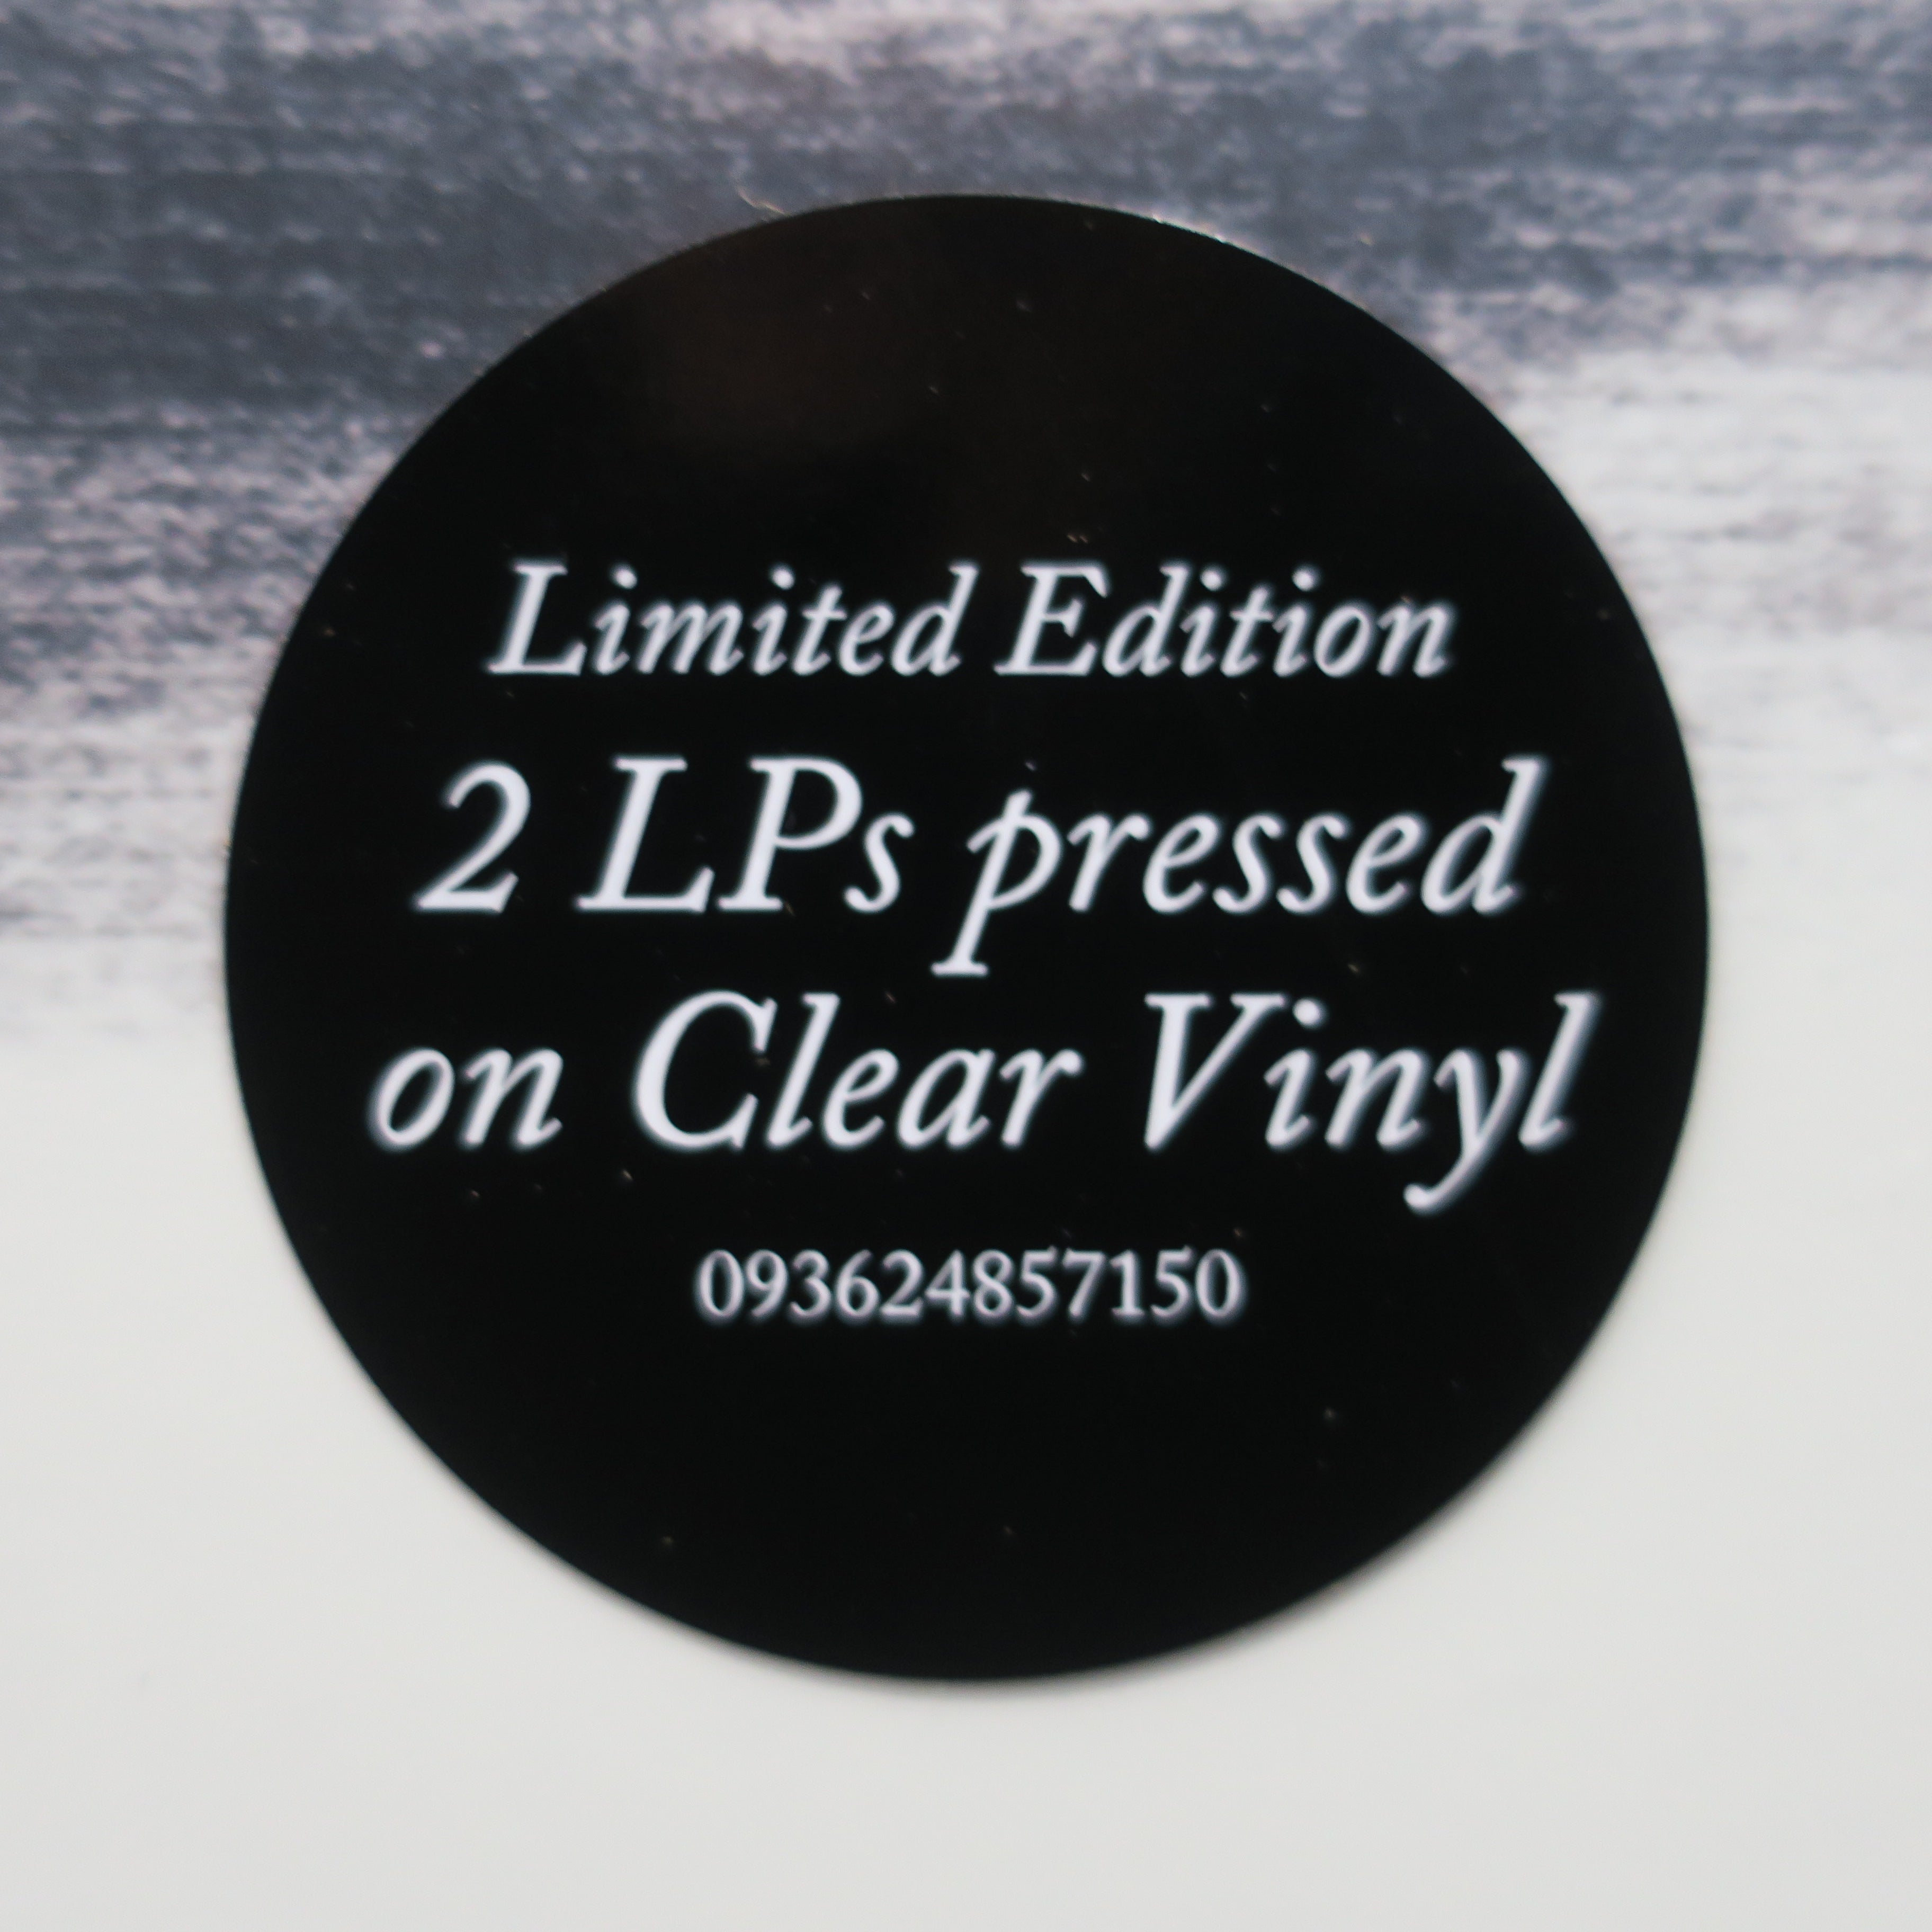 Limited Edition
2 LPs pressed
on Clear Vinyl
093624857150